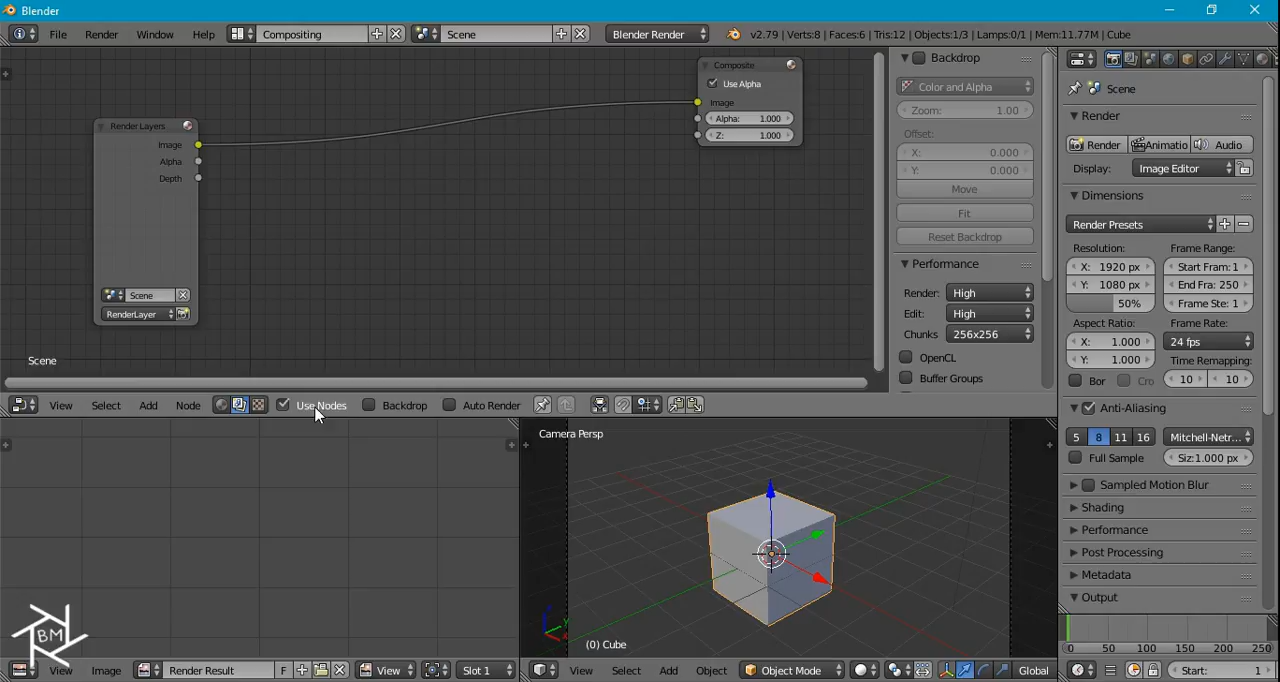 Blender
File Render Window Help Compositing Scene Blender Render v2.79 | Verts:8 | Faces:6 | Tris:12 | Objects:1/3 | Lamps:0/1 | Mem:11.77M | Cube
Render Layers
Image
Alpha
Depth
Scene
RenderLayer
Composite
Use Alpha
Image
Alpha: 1.000
Z: 1.000
Scene
Backdrop
Color and Alpha
Zoom: 1.00
Offset:
X: 0.000
Y: 0.000
Move
Fit
Reset Backdrop
Performance
Render: High
Edit: High
Chunks 256x256
OpenCL
Buffer Groups
View Select Add Node Use Nodes Backdrop Auto Render
Scene
Render
Render Animatio Audio
Display: Image Editor
Dimensions
Render Presets
Resolution: Frame Range:
X: 1920 px Start Fram: 1
Y: 1080 px End Fra: 250
50% Frame Ste: 1
Aspect Ratio: Frame Rate:
X: 1.000 24 fps
Y: 1.000 Time Remapping:
Bor Cro 10 10
Anti-Aliasing
5 8 11 16 Mitchell-Netr...
Full Sample Siz:1.000 px
Sampled Motion Blur
Shading
Performance
Post Processing
Metadata
Output
Camera Persp
(0) Cube
BM
View Image Render Result F View Slot 1
View Select Add Object Object Mode Global
0 50 100 150 200 250
Start: 1